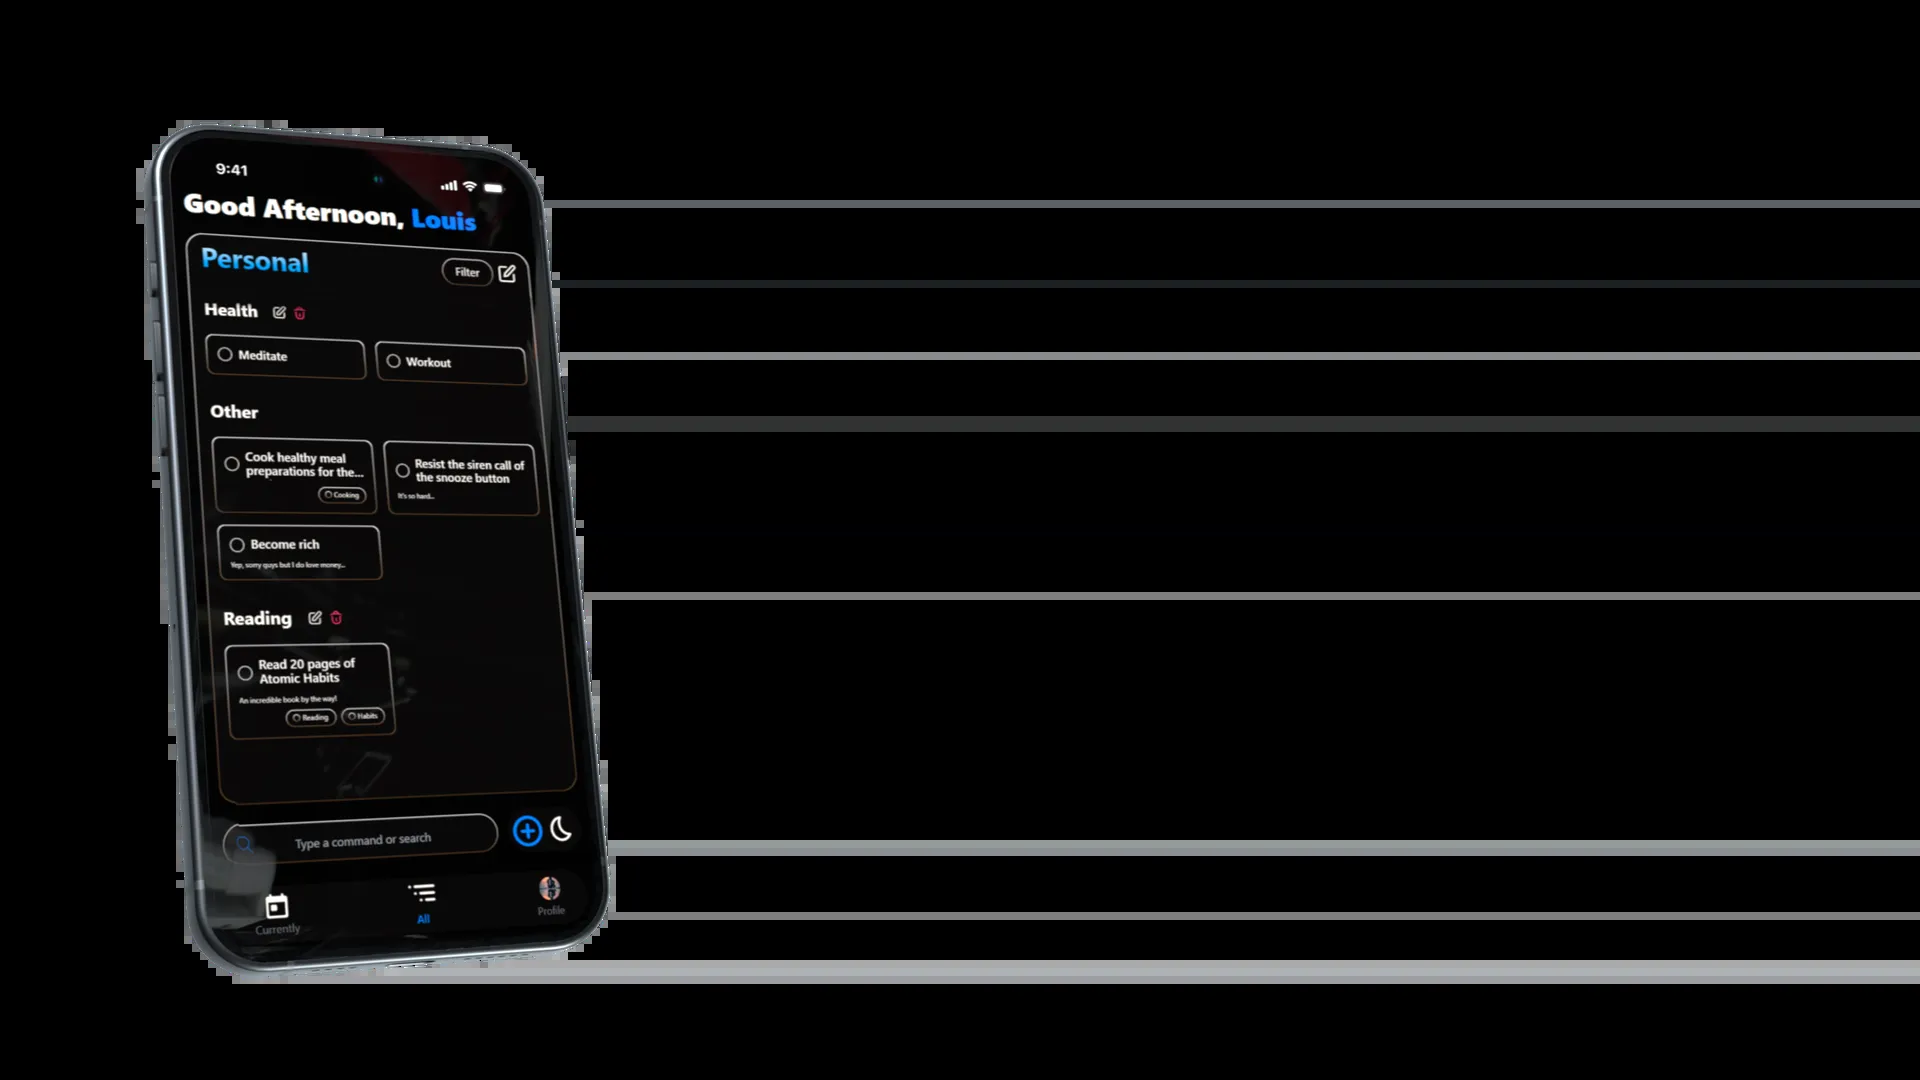 9:41
Good Afternoon, Louis
Personal
Filter
Health
Meditate
Workout
Other
Cook healthy meal
preparations for the...
Cooking
Resist the siren call of
the snooze button
It's so hard...
Become rich
Yep, sorry guys but I do love money...
Reading
Read 20 pages of
Atomic Habits
An incredible book by the way!
Reading
Habits
Type a command or search
Currently
All
Profile